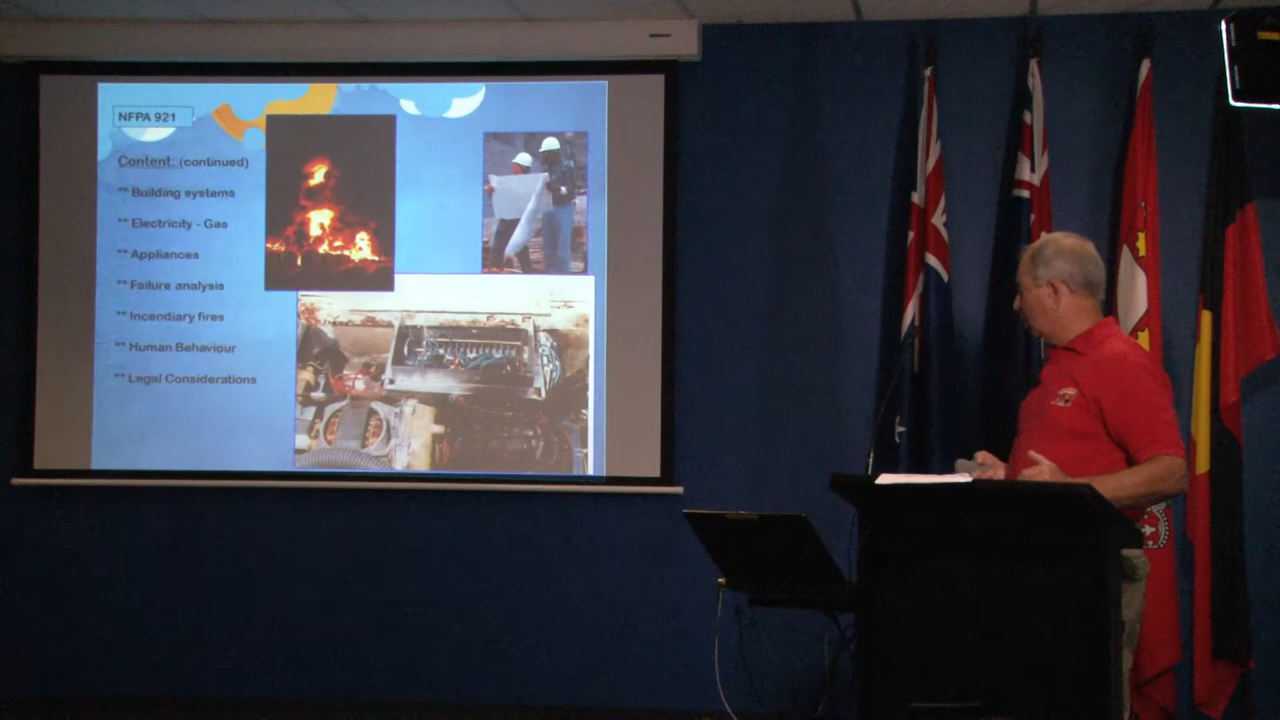 NFPA 921
Content: (continued)
** Building systems
** Electricity - Gas
** Appliances
** Failure analysis
** Incendiary fires
** Human Behaviour
** Legal Considerations